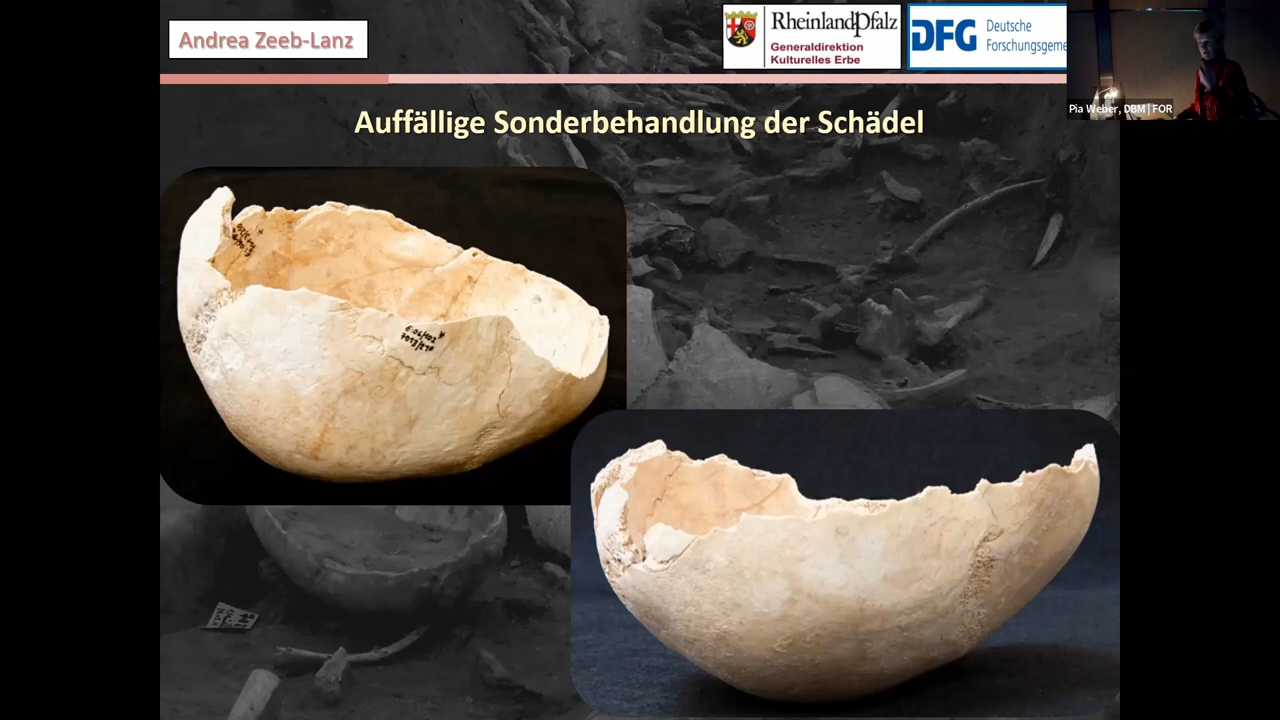 Andrea Zeeb-Lanz
RheinlandPfalz
Generaldirektion
Kulturelles Erbe
DFG
Deutsche
Forschungsgeme
Pia Weber, DBM | FOR
Auffällige Sonderbehandlung der Schädel